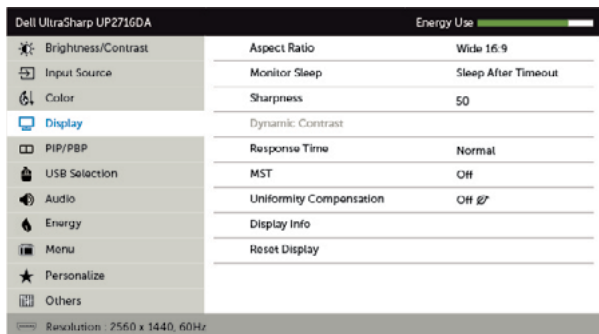 Dell UltraSharp UP2716DA Energy Use
Brightness/Contrast Aspect Ratio Wide 16:9
Input Source Monitor Sleep Sleep After Timeout
Color Sharpness 50
Display Dynamic Contrast
PIP/PBP Response Time Normal
USB Selection MST Off
Audio Uniformity Compensation Off
Energy Display Info
Menu Reset Display
Personalize
Others
Resolution : 2560 x 1440, 60Hz